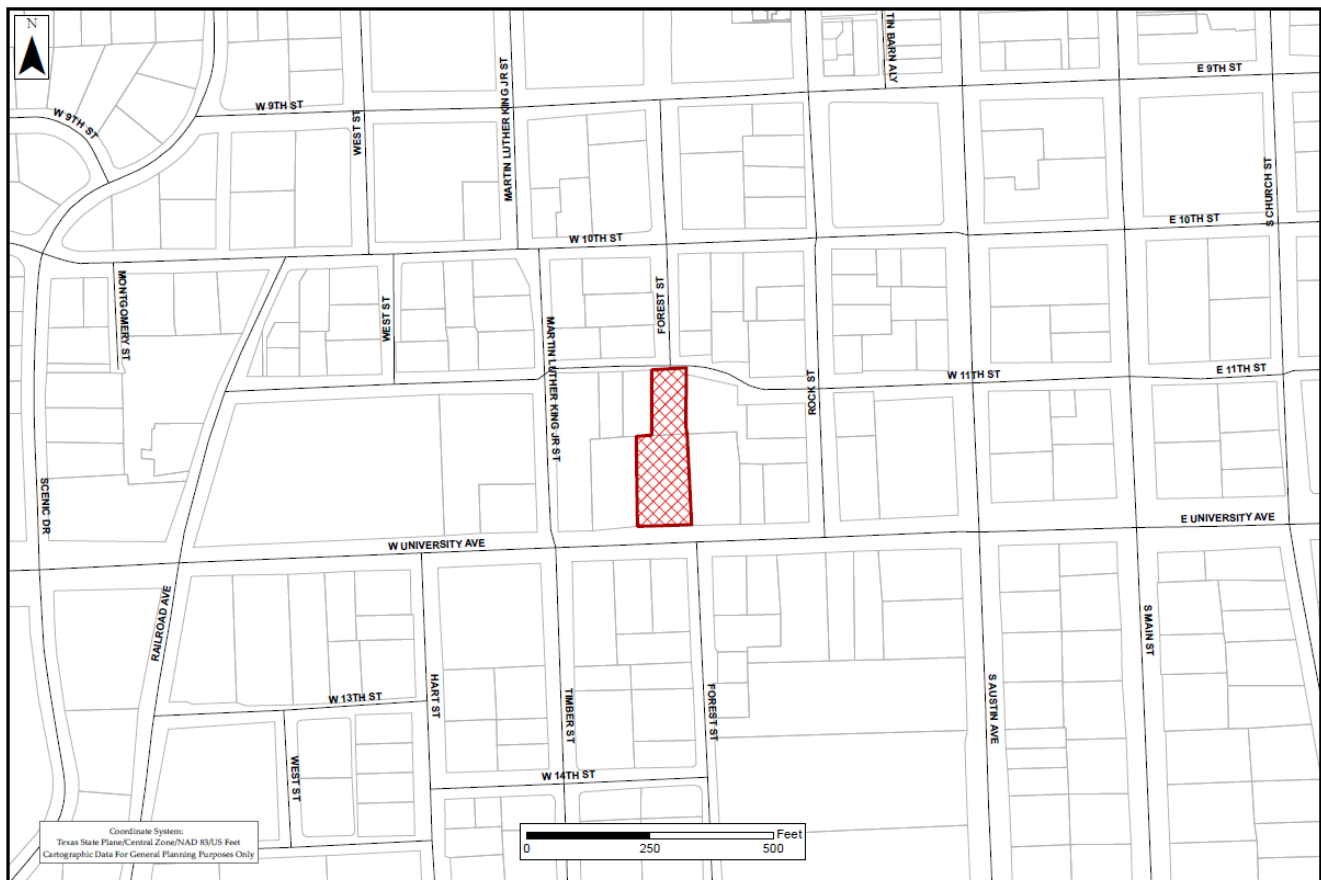 N
TIN BARN ALY
E 9TH ST
W 9TH ST
W 9TH ST
WEST ST
MARTIN LUTHER KING JR ST
S CHURCH ST
E 10TH ST
W 10TH ST
MONTGOMERY ST
FOREST ST
WEST ST
MARTIN LUTHER KING JR ST
ROCK ST
W 11TH ST
E 11TH ST
SCENIC DR
E UNIVERSITY AVE
W UNIVERSITY AVE
RAILROAD AVE
S MAIN ST
HART ST
TIMBER ST
FOREST ST
S AUSTIN AVE
W 13TH ST
WEST ST
W 14TH ST
Coordinate System:
Texas State Plane/Central Zone/NAD 83/US Feet
Cartographic Data For General Planning Purposes Only
Feet
0 250 500